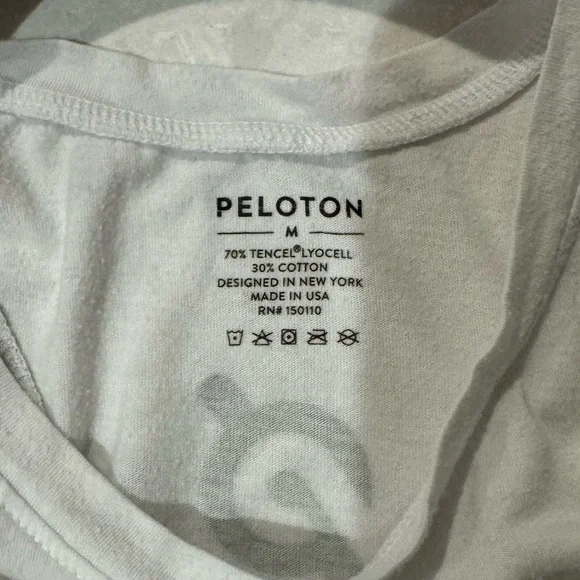 PELOTON
M
70% TENCEL® LYOCELL
30% COTTON
DESIGNED IN NEW YORK
MADE IN USA
RN# 150110